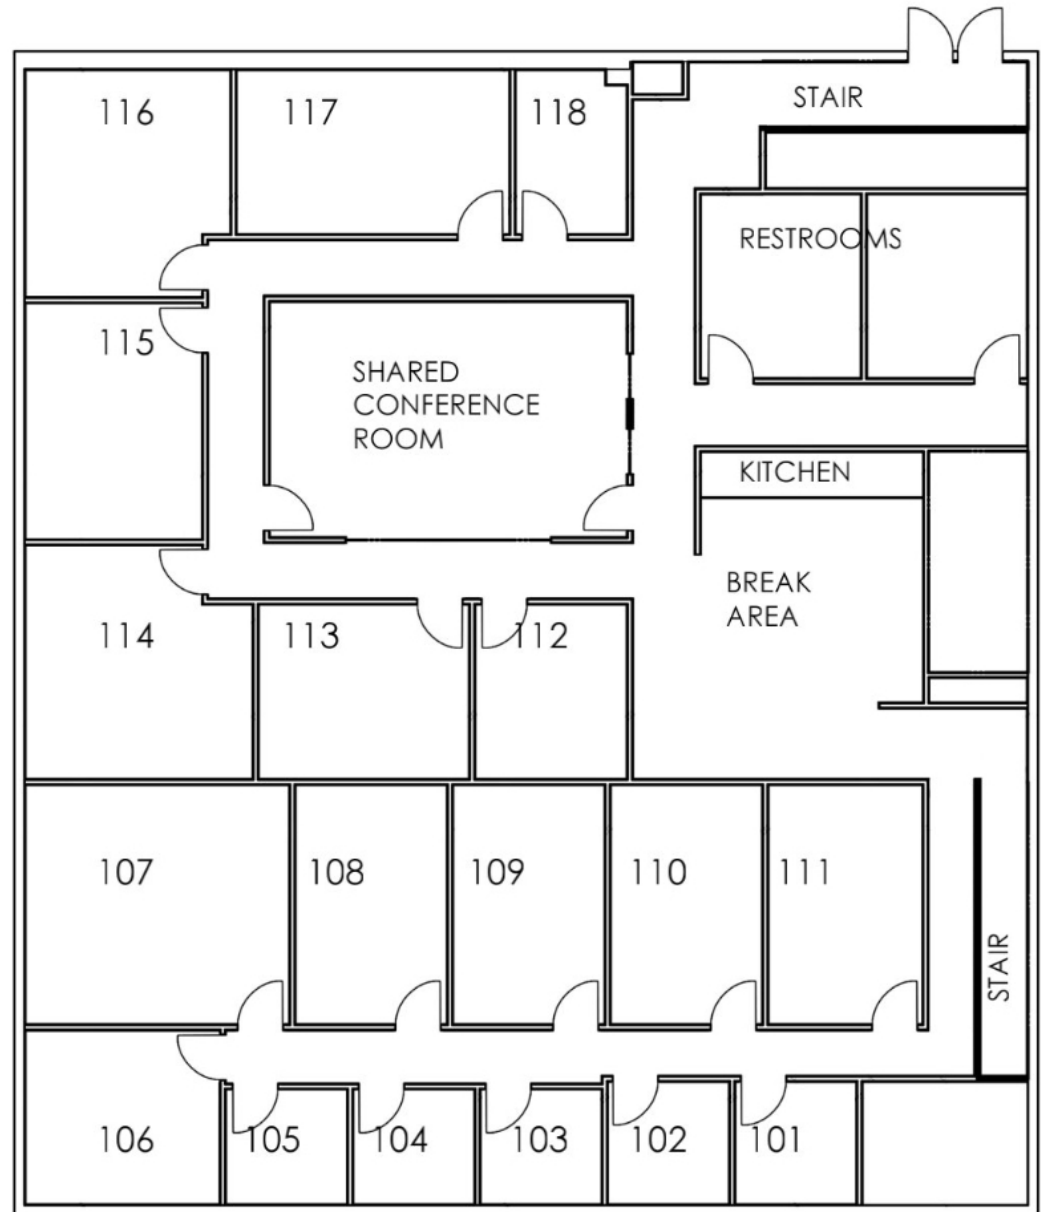 116
117
118
STAIR
RESTROOMS
115
SHARED
CONFERENCE
ROOM
KITCHEN
BREAK
AREA
114
113
112
107
108
109
110
111
STAIR
106
105
104
103
102
101